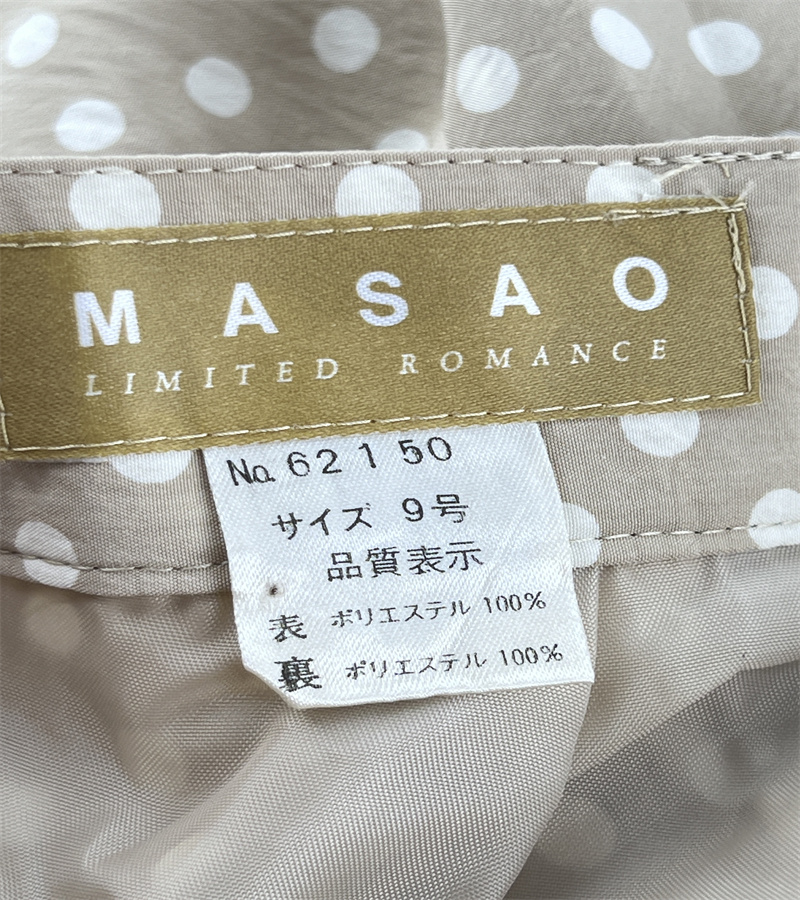 MASAO
LIMITED ROMANCE
No. 62150
サイズ 9号
品質表示
表 ポリエステル 100%
裏 ポリエステル 100%